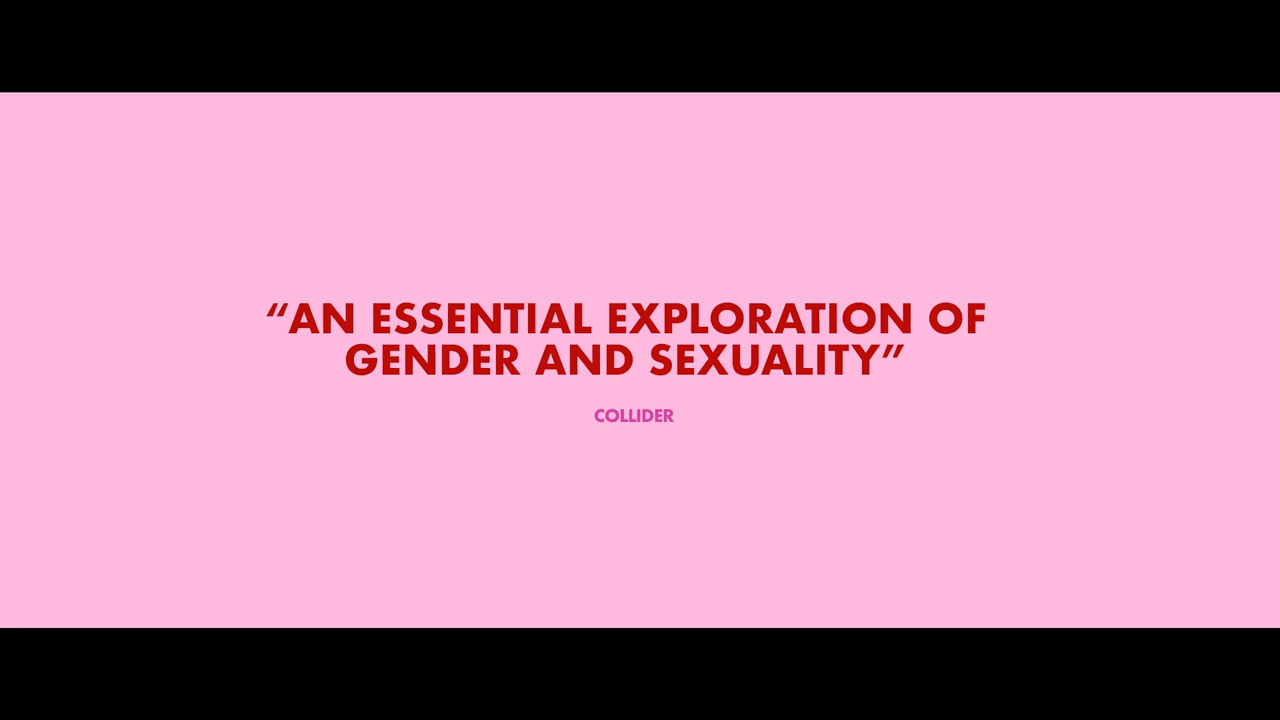 “AN ESSENTIAL EXPLORATION OF
GENDER AND SEXUALITY”
COLLIDER